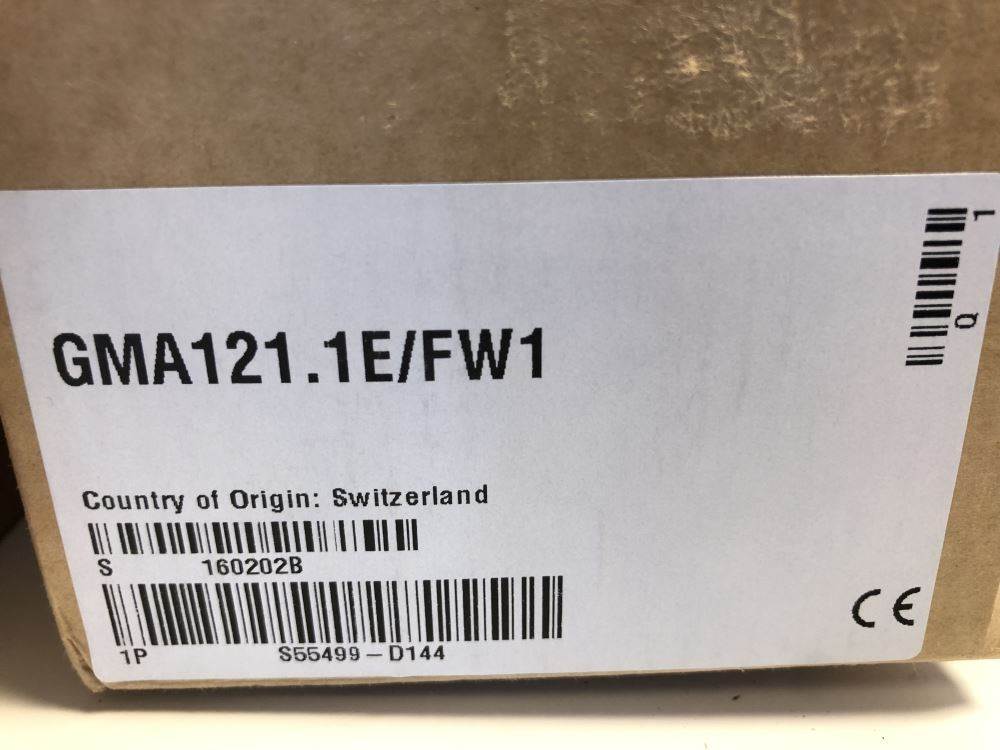 GMA121.1E/FW1
Country of Origin: Switzerland
S 160202B
1P S55499-D144
Q 1
CE